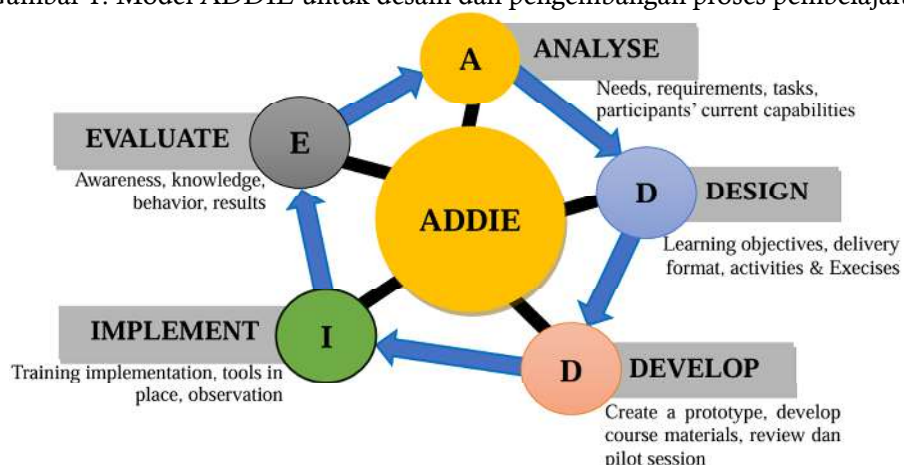 Gambar 1. Model ADDIE untuk desain dan pengembangan proses pembelajaran
A
ANALYSE
Needs, requirements, tasks,
participants' current capabilities
EVALUATE
E
Awareness, knowledge,
behavior, results
ADDIE
D
DESIGN
Learning objectives, delivery
format, activities & Execises
IMPLEMENT
I
Training implementation, tools in
place, observation
D
DEVELOP
Create a prototype, develop
course materials, review dan
pilot session